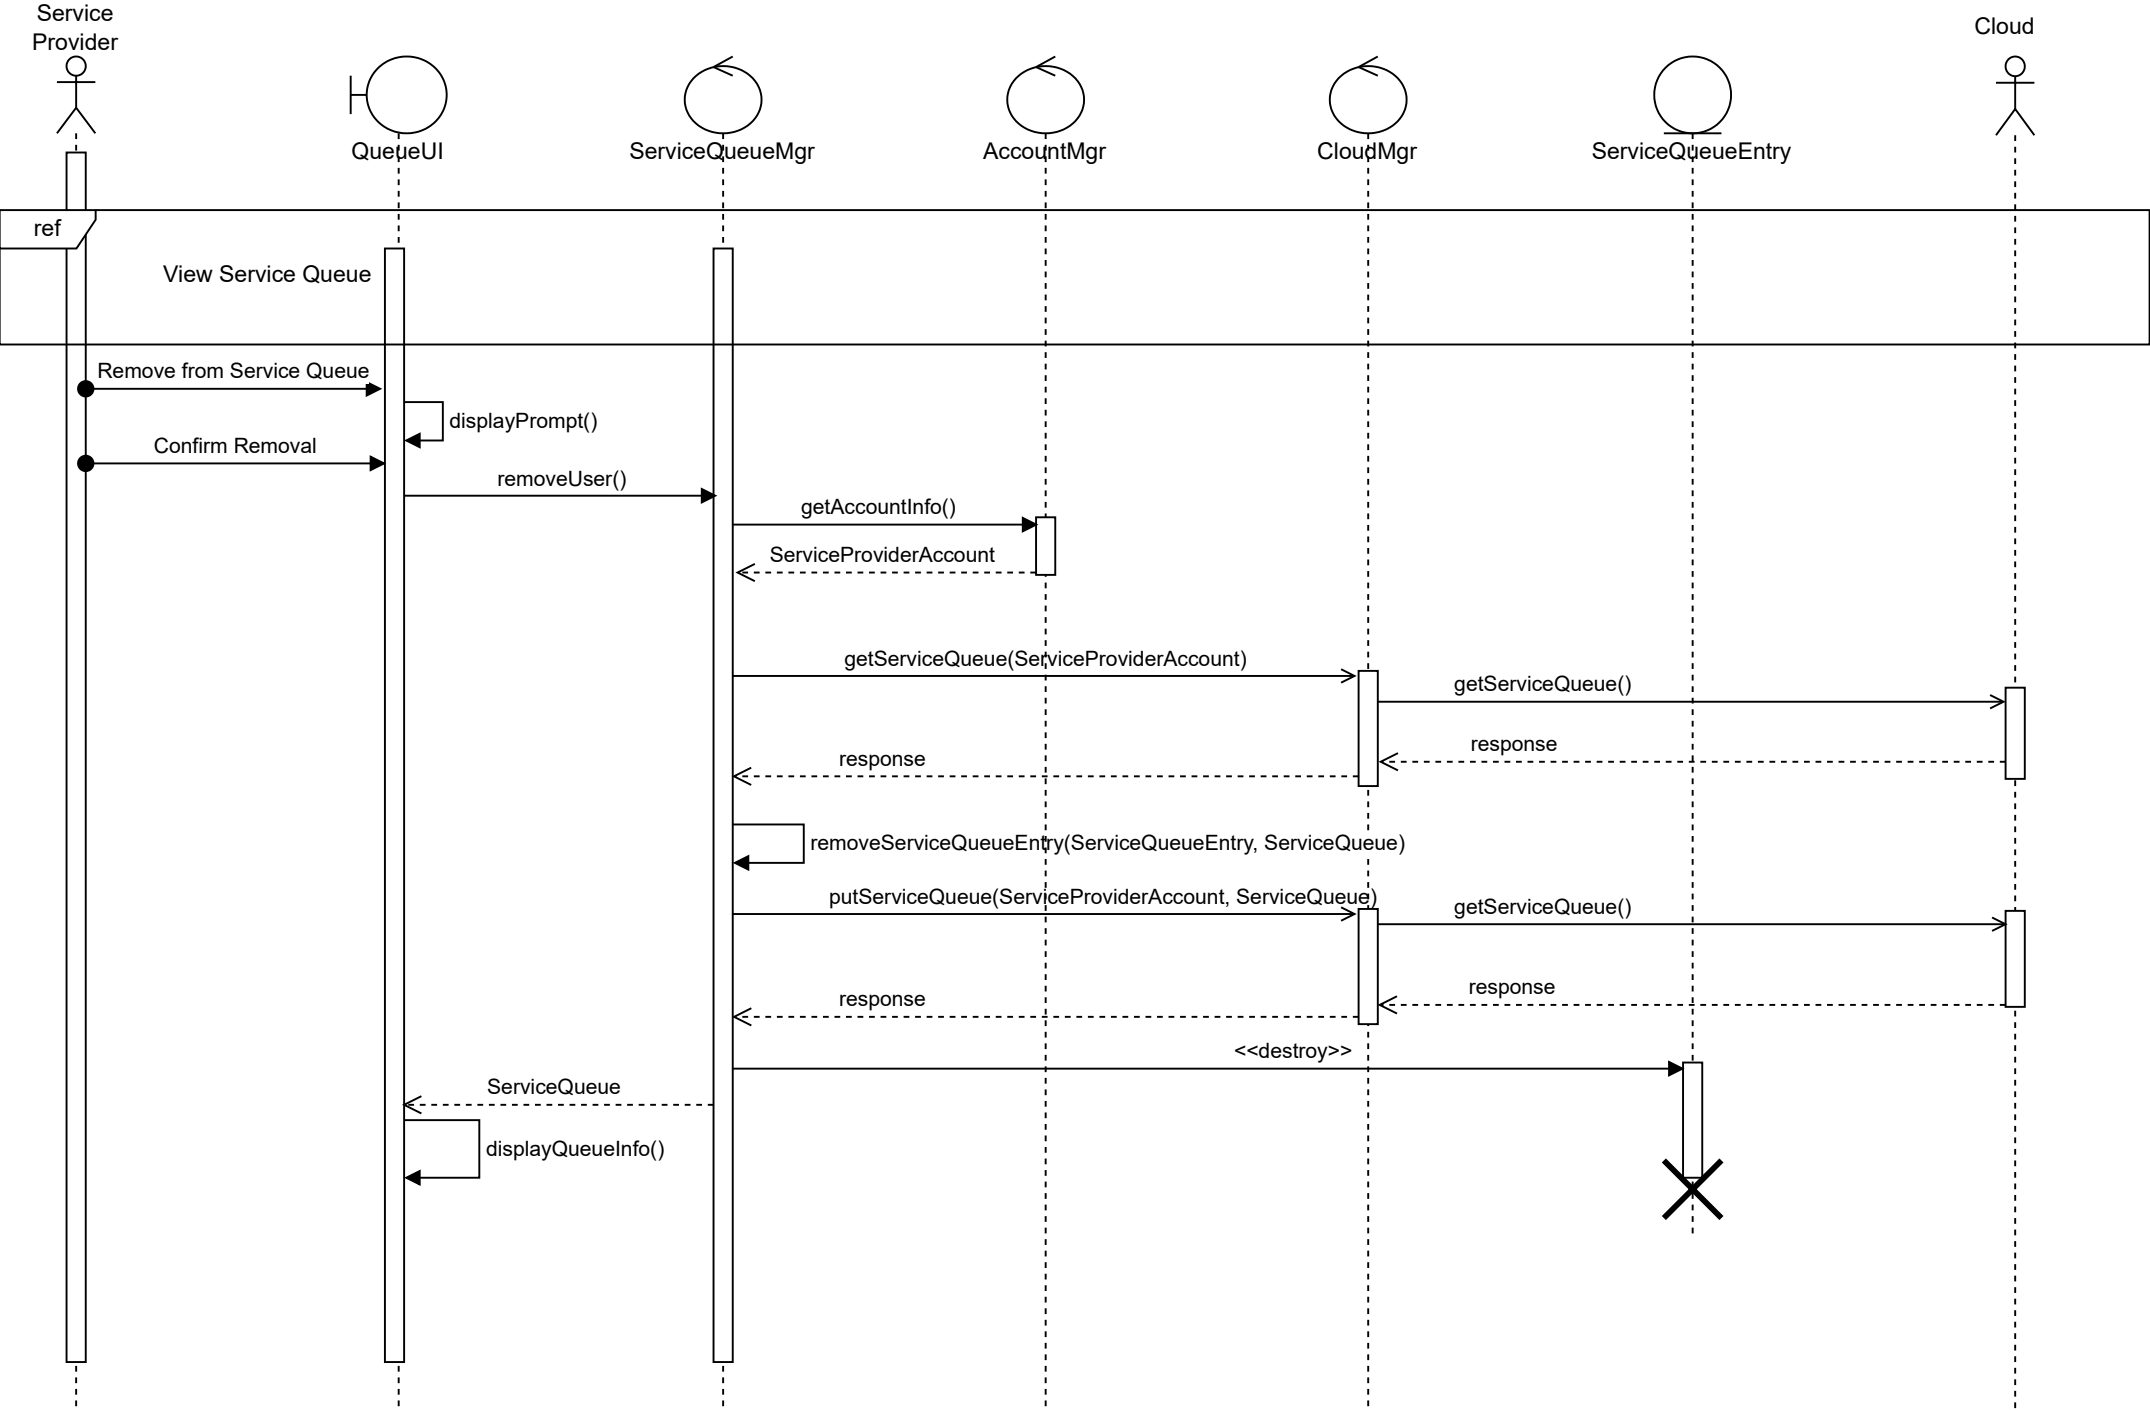 Service
Provider
Cloud
QueueUI
ServiceQueueMgr
AccountMgr
CloudMgr
ServiceQueueEntry
ref
View Service Queue
Remove from Service Queue
displayPrompt()
Confirm Removal
removeUser()
getAccountInfo()
ServiceProviderAccount
getServiceQueue(ServiceProviderAccount)
getServiceQueue()
response
response
removeServiceQueueEntry(ServiceQueueEntry, ServiceQueue)
putServiceQueue(ServiceProviderAccount, ServiceQueue)
getServiceQueue()
response
response
<<destroy>>
ServiceQueue
displayQueueInfo()